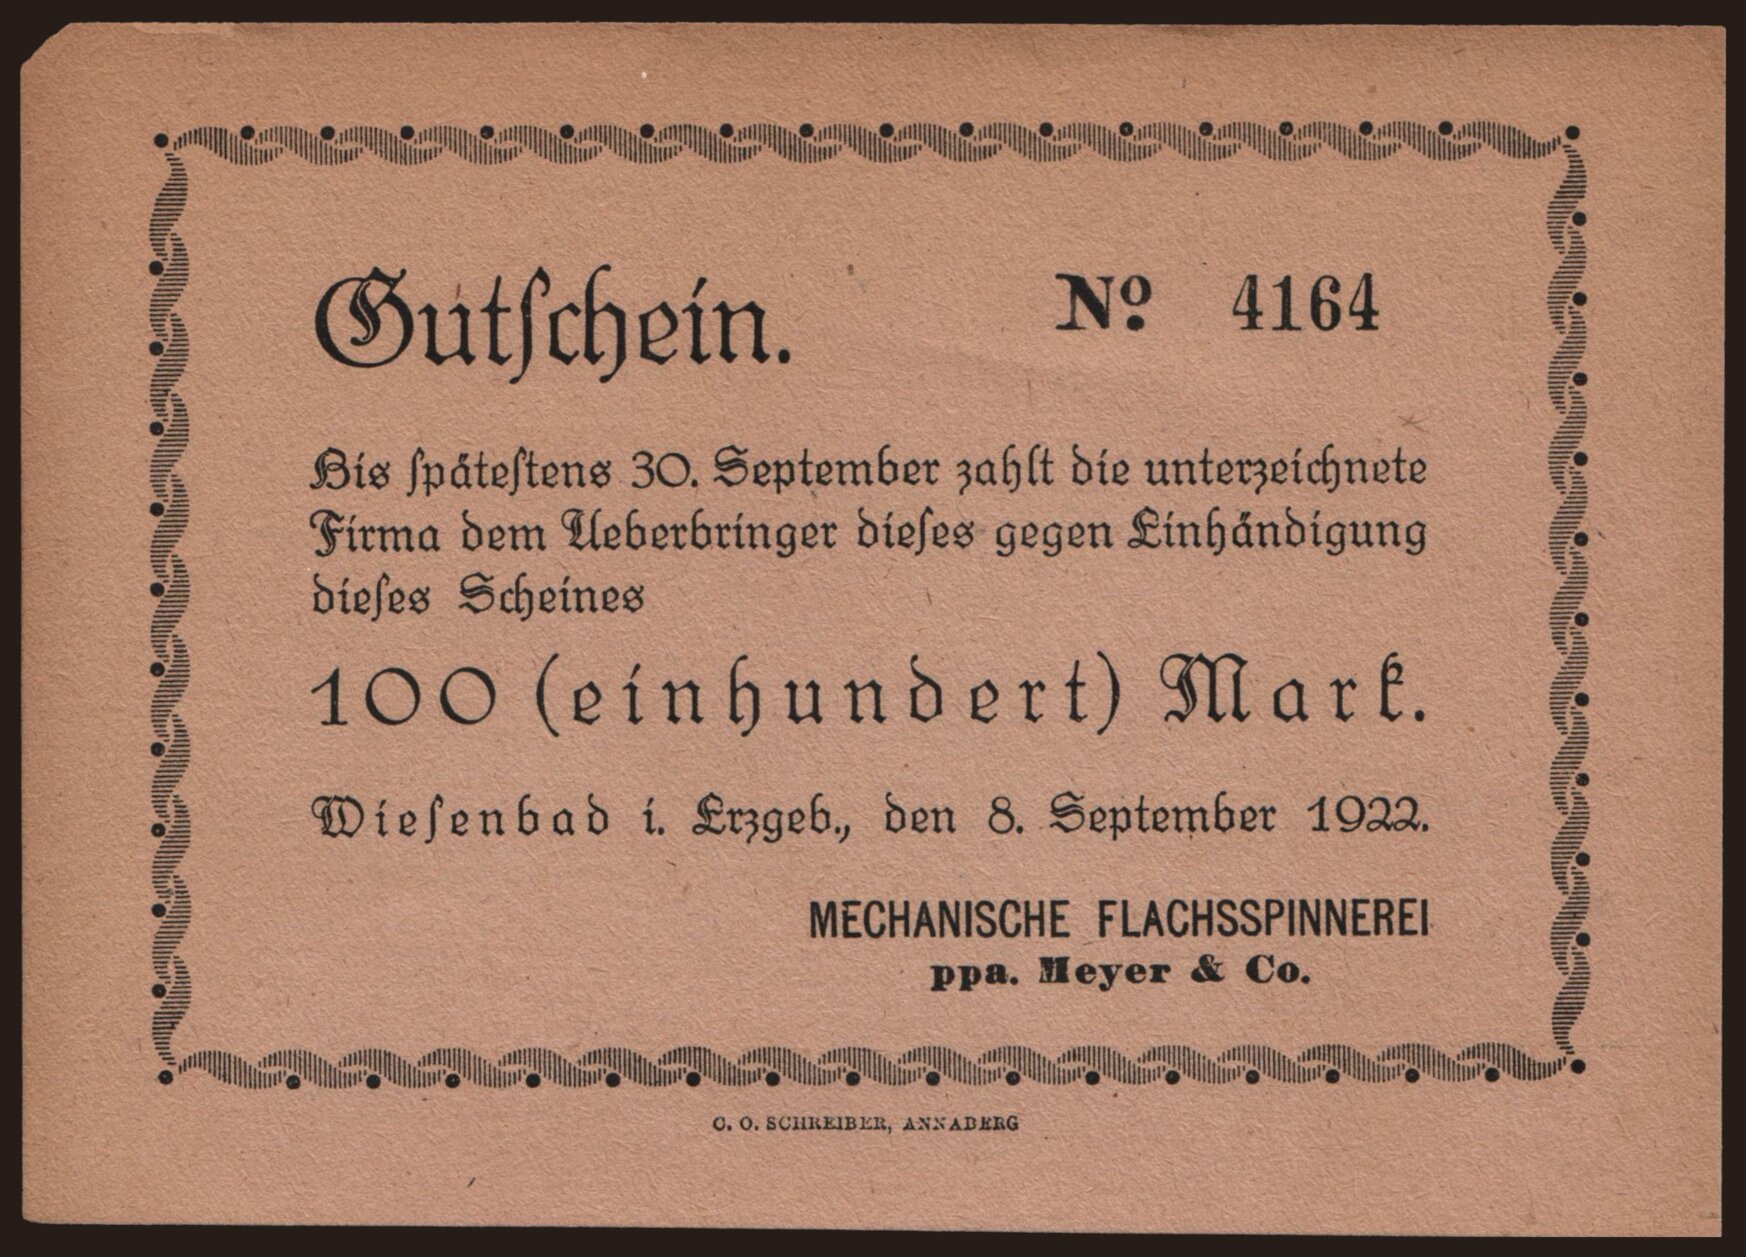 Gutſchein. No. 4164
Bis ſpäteſtens 30. September zahlt die unterzeichnete
Firma dem Ueberbringer dieſes gegen Einhändigung
dieſes Scheines
100 (einhundert) Mark.
Wieſenbad i. Erzgeb., den 8. September 1922.
MECHANISCHE FLACHSSPINNEREI
ppa. Meyer & Co.
C. O. SCHREIBER, ANNABERG